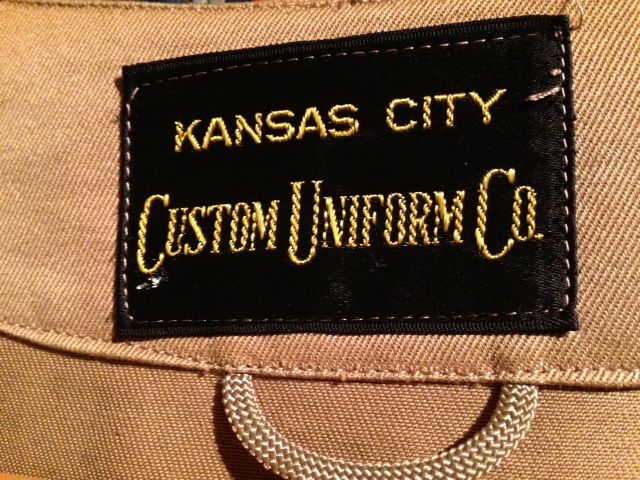 KANSAS CITY
CUSTOM UNIFORM CO.